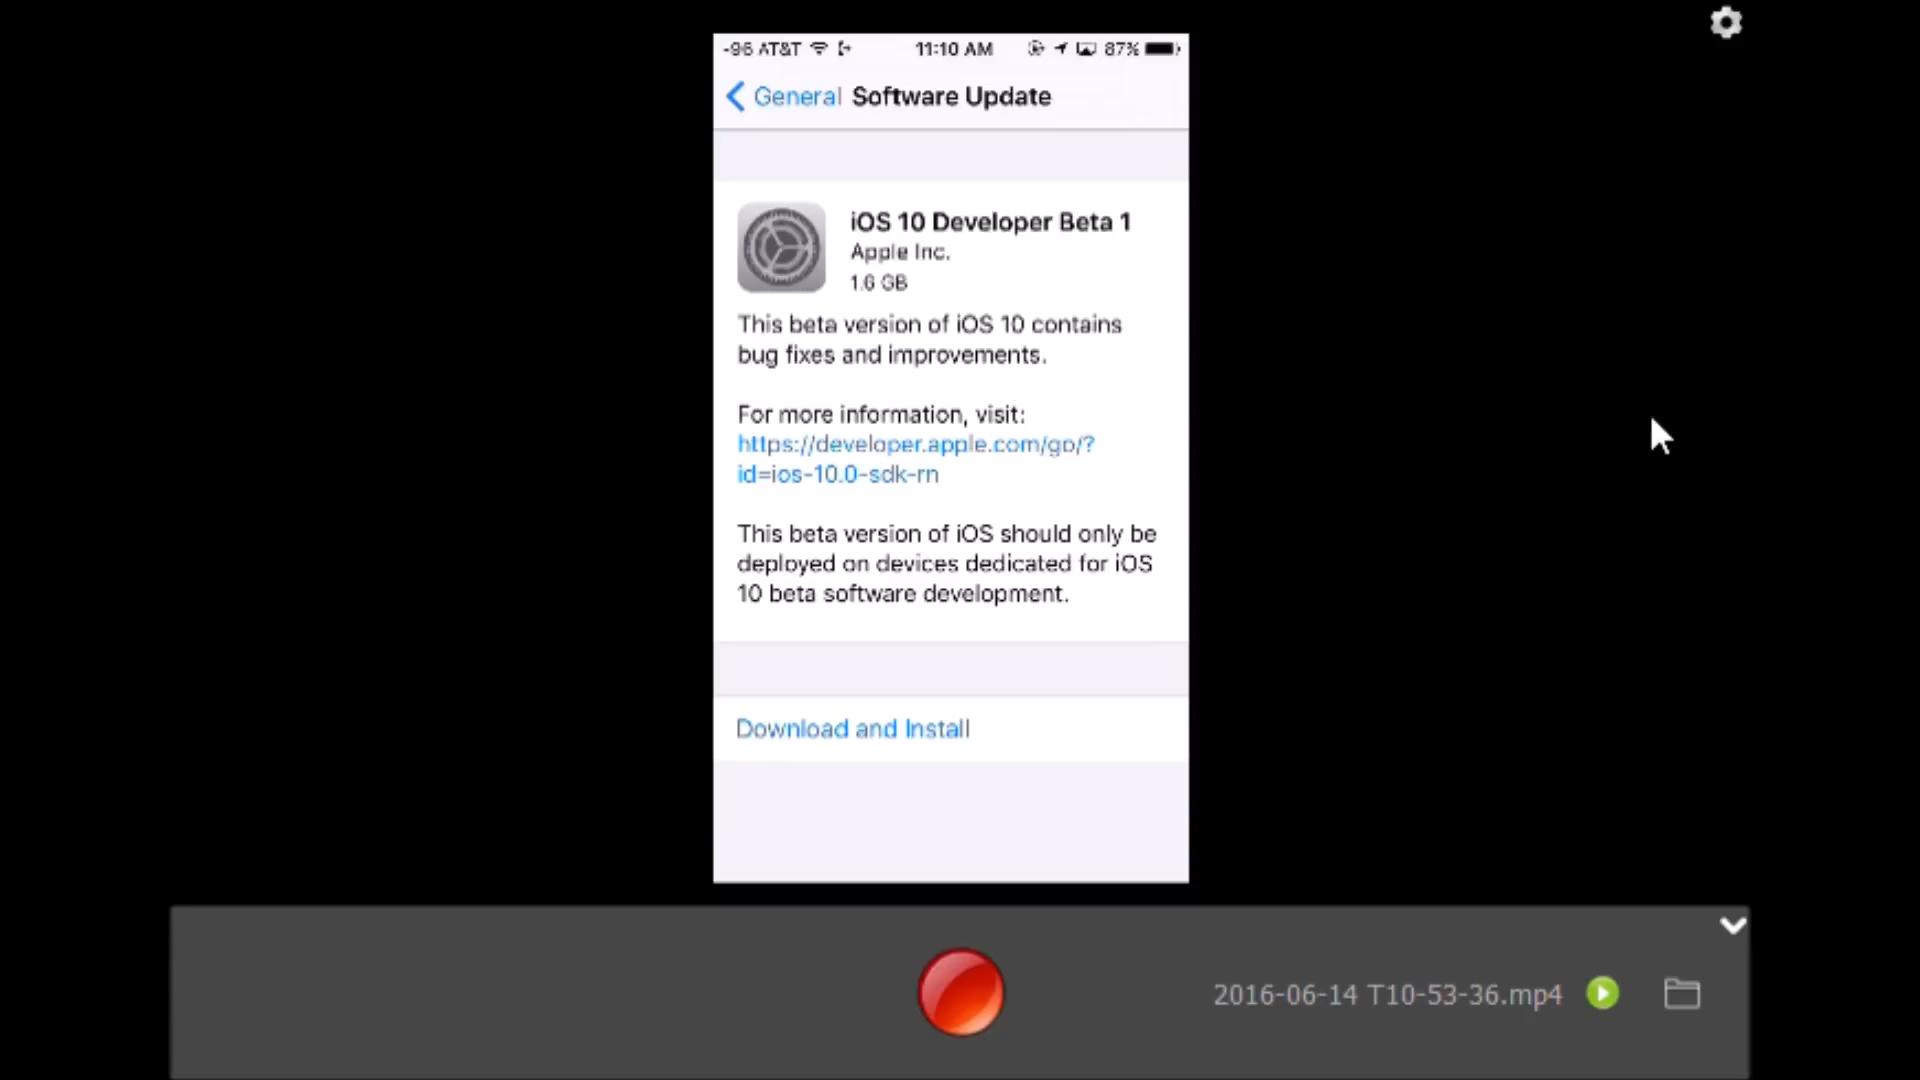 -96 AT&T 11:10 AM 87%
General Software Update
iOS 10 Developer Beta 1
Apple Inc.
1.6 GB
This beta version of iOS 10 contains
bug fixes and improvements.
For more information, visit:
https://developer.apple.com/go/?
id=ios-10.0-sdk-rn
This beta version of iOS should only be
deployed on devices dedicated for iOS
10 beta software development.
Download and Install
2016-06-14 T10-53-36.mp4